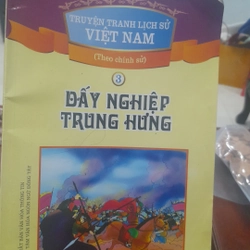 TRUYỆN TRANH LỊCH SỬ
VIỆT NAM
(Theo chính sử)
3
DẤY NGHIỆP
TRUNG HƯNG